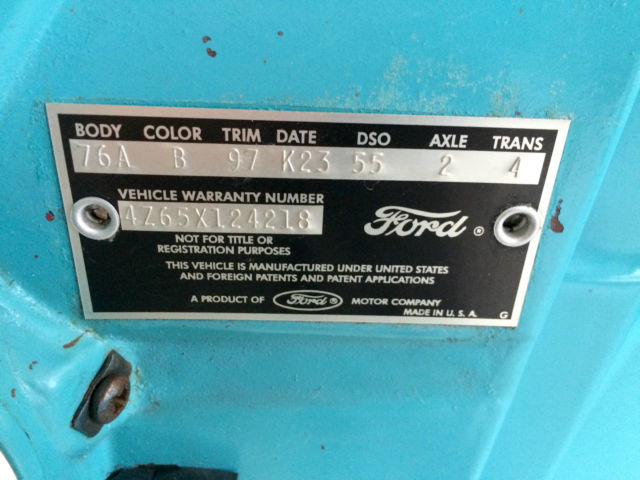 BODY COLOR TRIM DATE DSO AXLE TRANS
76A B 97 K23 55 2 4
VEHICLE WARRANTY NUMBER
4Z65X124218
Ford ®
NOT FOR TITLE OR
REGISTRATION PURPOSES
THIS VEHICLE IS MANUFACTURED UNDER UNITED STATES
AND FOREIGN PATENTS AND PATENT APPLICATIONS
A PRODUCT OF Ford ® MOTOR COMPANY
MADE IN U. S. A. G